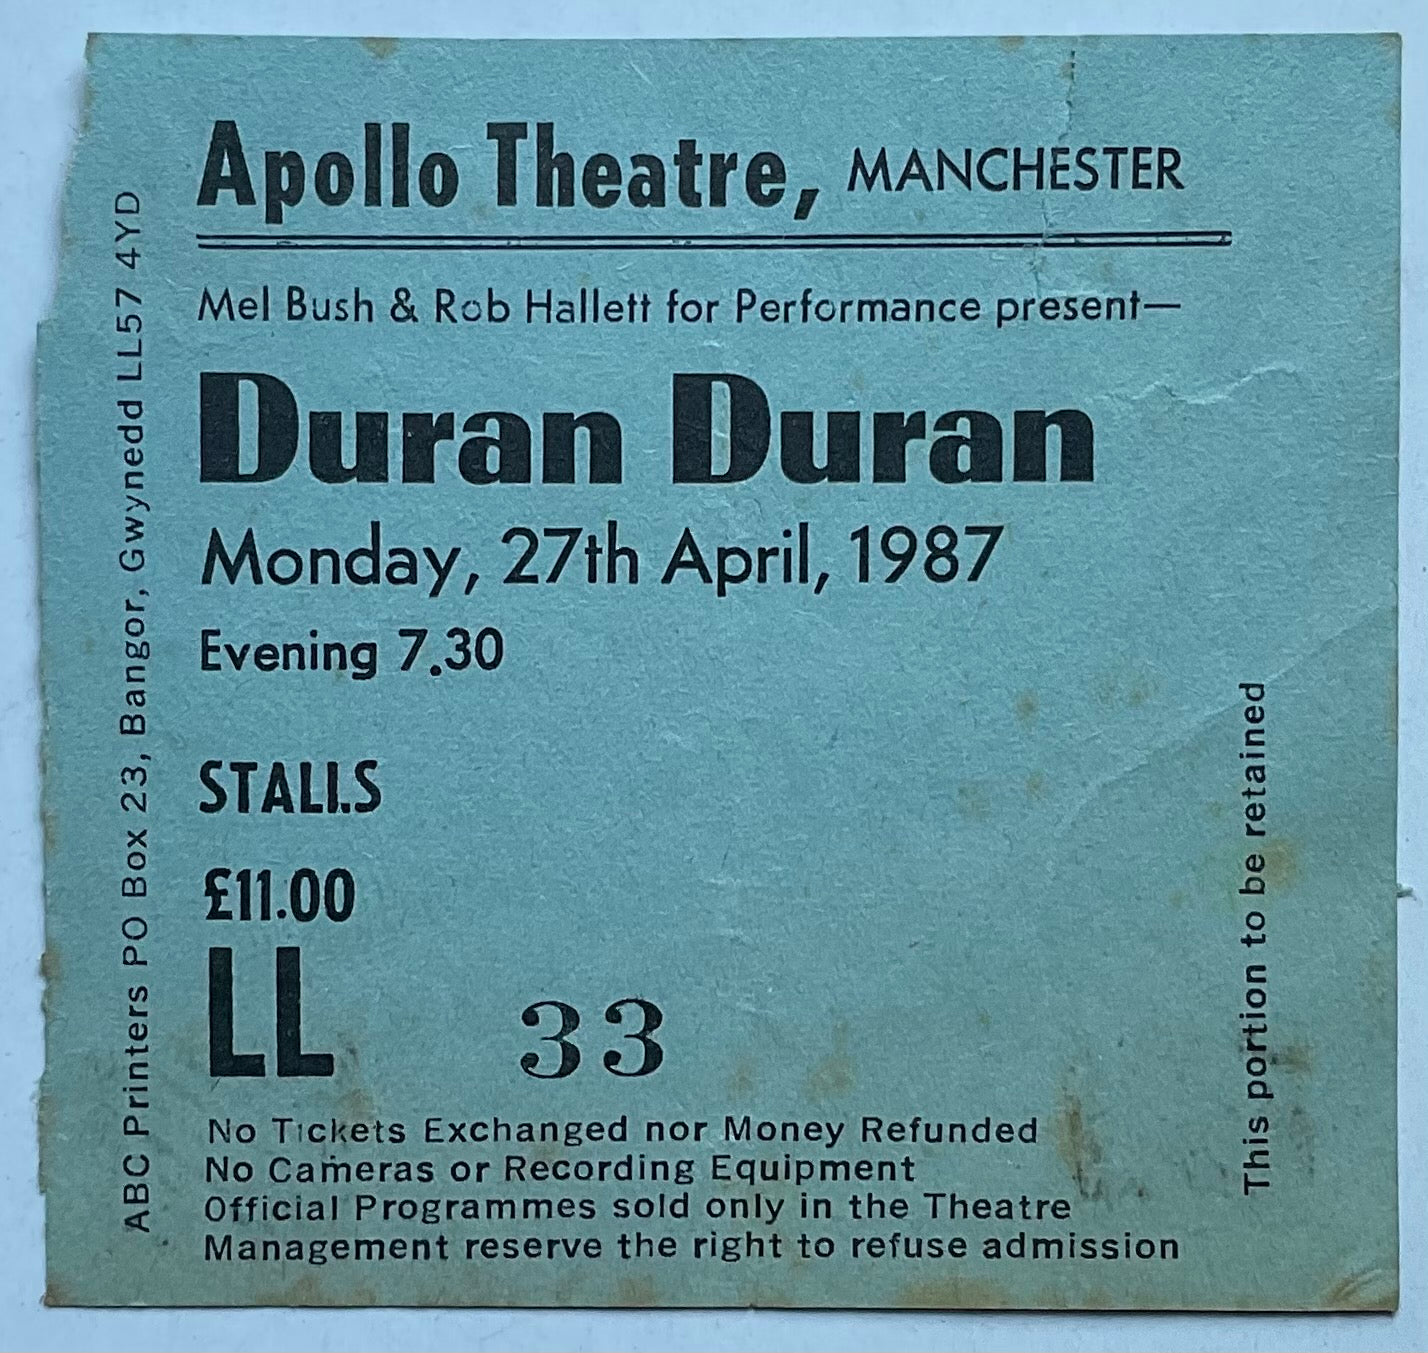 Apollo Theatre, MANCHESTER
Mel Bush & Rob Hallett for Performance present—
Duran Duran
Monday, 27th April, 1987
Evening 7.30
STALLS
£11.00
LL 33
No Tickets Exchanged nor Money Refunded
No Cameras or Recording Equipment
Official Programmes sold only in the Theatre
Management reserve the right to refuse admission
ABC Printers PO Box 23, Bangor, Gwynedd LL57 4YD
This portion to be retained